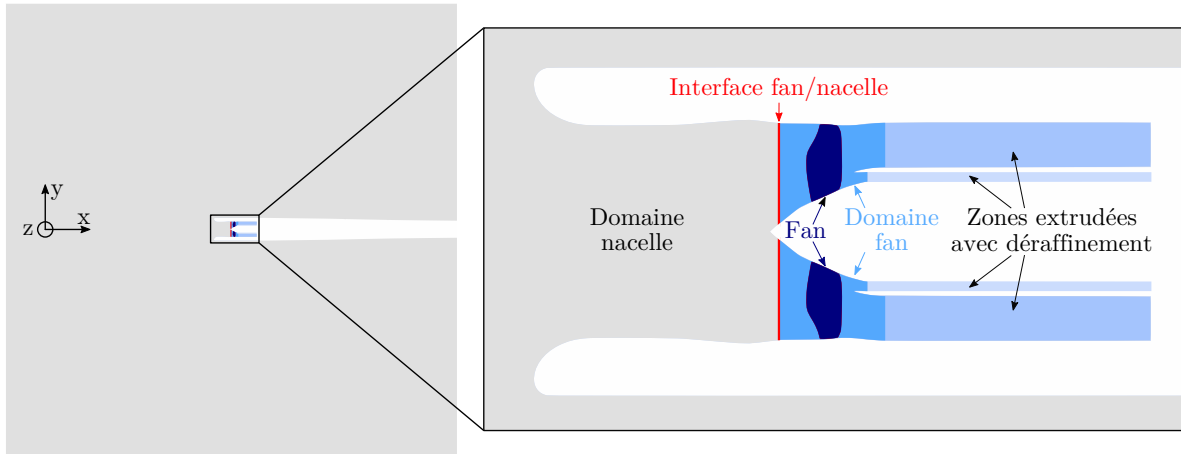 Interface fan/nacelle
y
x
z
Domaine
nacelle
Fan
Domaine
fan
Zones extrudées
avec déraffinement